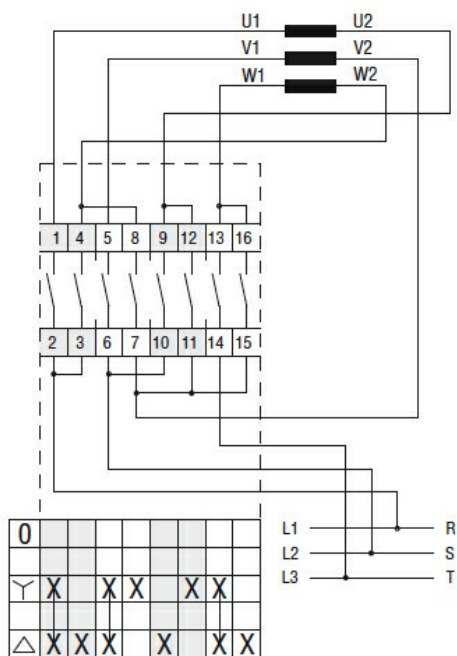 U1 U2
V1 V2
W1 W2
1 4 5 8 9 12 13 16
2 3 6 7 10 11 14 15
L1 R
L2 S
L3 T
0
Y X X X X X
△ X X X X X X